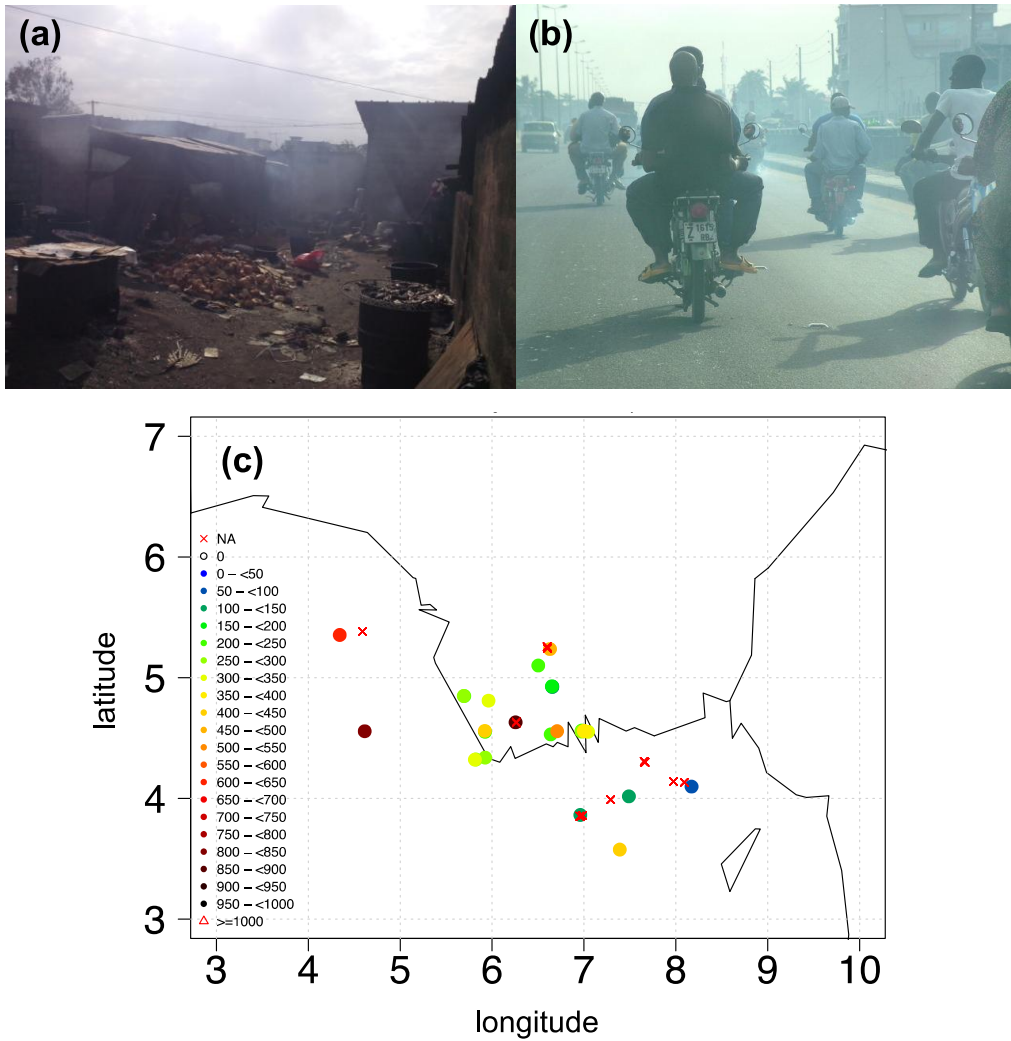 (a)
(b)
Z 1615
RB
(c)
7
6
5
4
3
latitude
NA
0
0 – <50
50 – <100
100 – <150
150 – <200
200 – <250
250 – <300
300 – <350
350 – <400
400 – <450
450 – <500
500 – <550
550 – <600
600 – <650
650 – <700
700 – <750
750 – <800
800 – <850
850 – <900
900 – <950
950 – <1000
>=1000
3 4 5 6 7 8 9 10
longitude